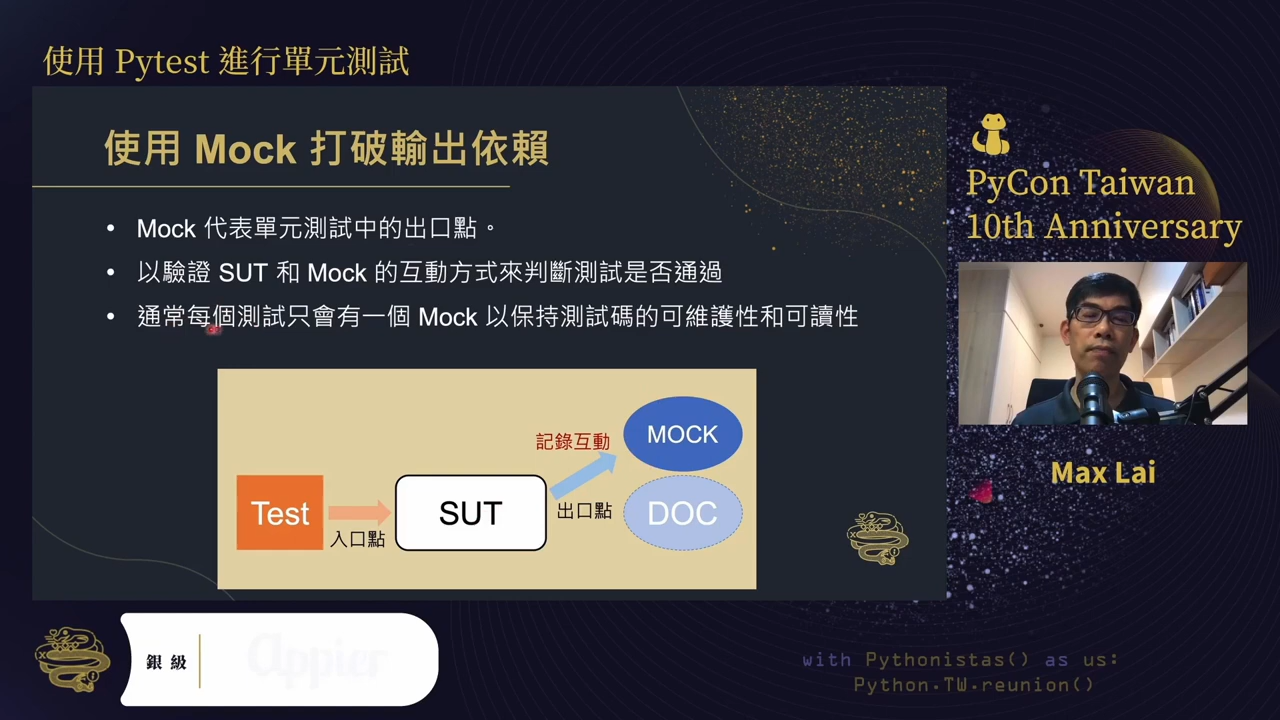 使用 Pytest 進行單元測試
使用 Mock 打破輸出依賴
• Mock 代表單元測試中的出口點。
• 以驗證 SUT 和 Mock 的互動方式來判斷測試是否通過
• 通常每個測試只會有一個 Mock 以保持測試碼的可維護性和可讀性
記錄互動
MOCK
Test
入口點
SUT
出口點
DOC
PyCon Taiwan
10th Anniversary
Max Lai
銀級
Appier
with Pythonistas() as us:
Python.TW.reunion()